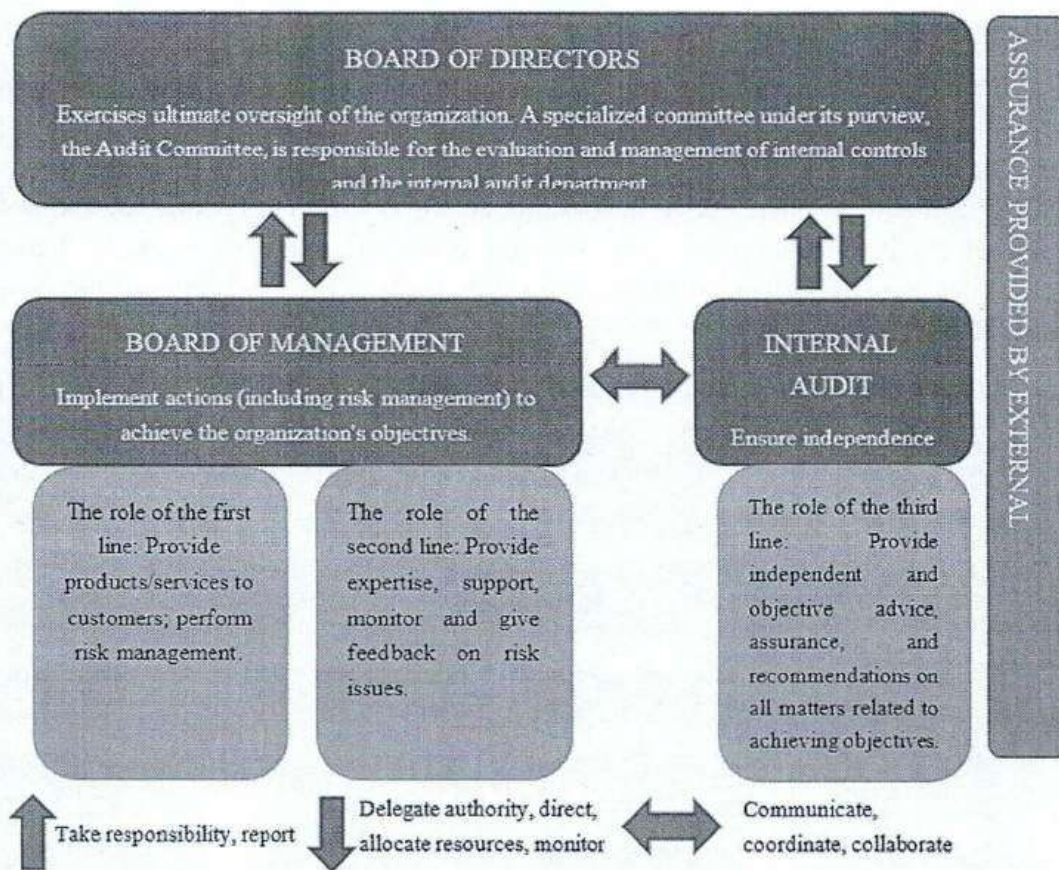 BOARD OF DIRECTORS
Exercises ultimate oversight of the organization. A specialized committee under its purview,
the Audit Committee, is responsible for the evaluation and management of internal controls
and the internal audit department
BOARD OF MANAGEMENT
Implement actions (including risk management) to
achieve the organization's objectives.
INTERNAL
AUDIT
Ensure independence
The role of the first
line: Provide
products/services to
customers; perform
risk management.
The role of the
second line: Provide
expertise, support,
monitor and give
feedback on risk
issues.
The role of the third
line: Provide
independent and
objective advice,
assurance, and
recommendations on
all matters related to
achieving objectives.
ASSURANCE PROVIDED BY EXTERNAL
Take responsibility, report
Delegate authority, direct,
allocate resources, monitor
Communicate,
coordinate, collaborate